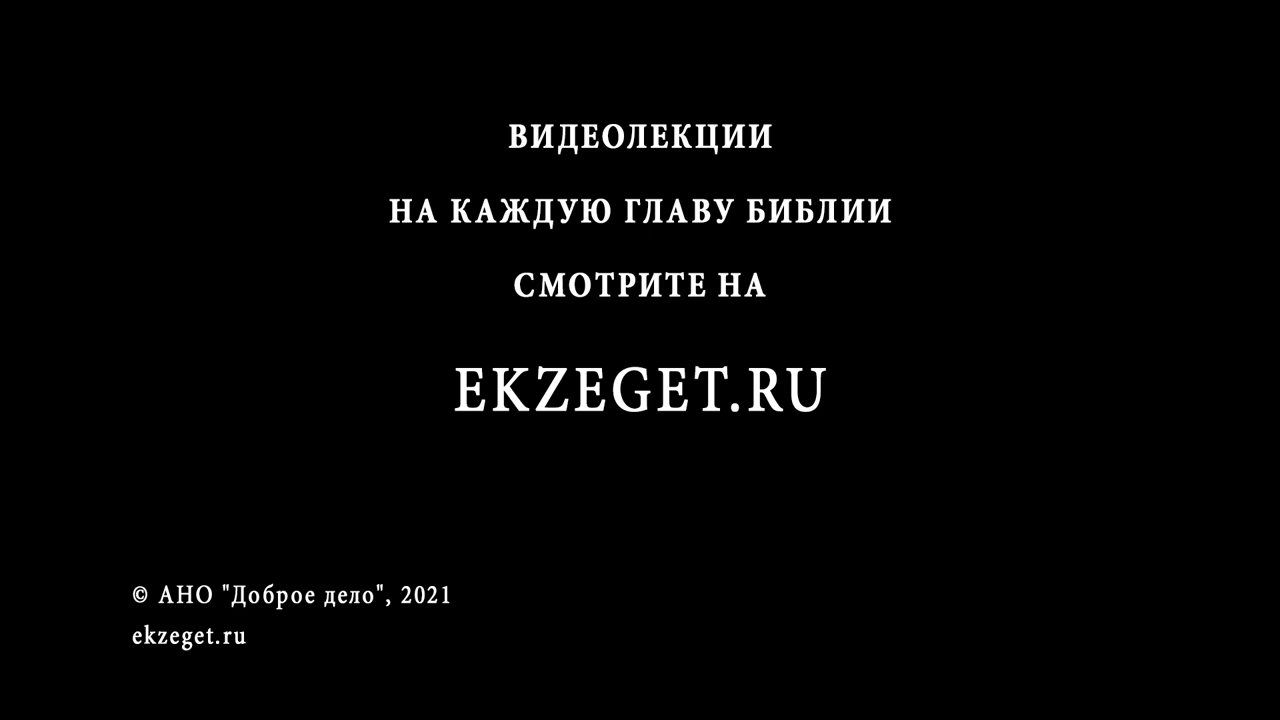 ВИДЕОЛЕКЦИИ
НА КАЖДУЮ ГЛАВУ БИБЛИИ
СМОТРИТЕ НА
EKZEGET.RU
© АНО "Доброе дело", 2021
ekzeget.ru